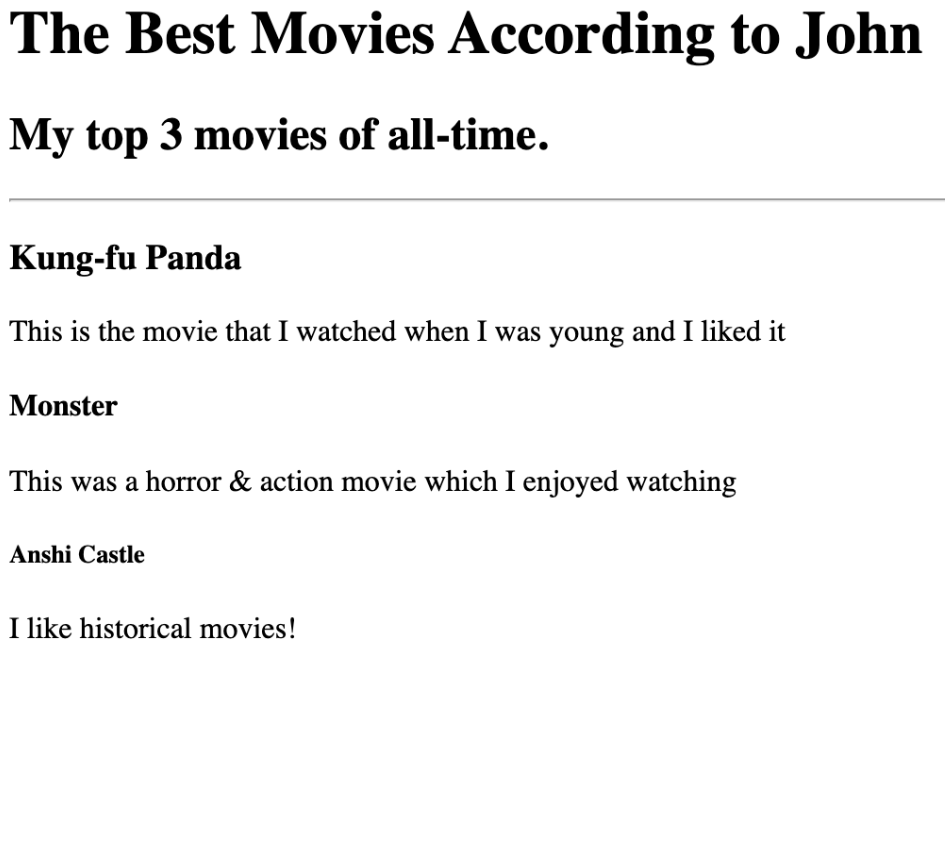 The Best Movies According to John
My top 3 movies of all-time.
Kung-fu Panda
This is the movie that I watched when I was young and I liked it
Monster
This was a horror & action movie which I enjoyed watching
Anshi Castle
I like historical movies!